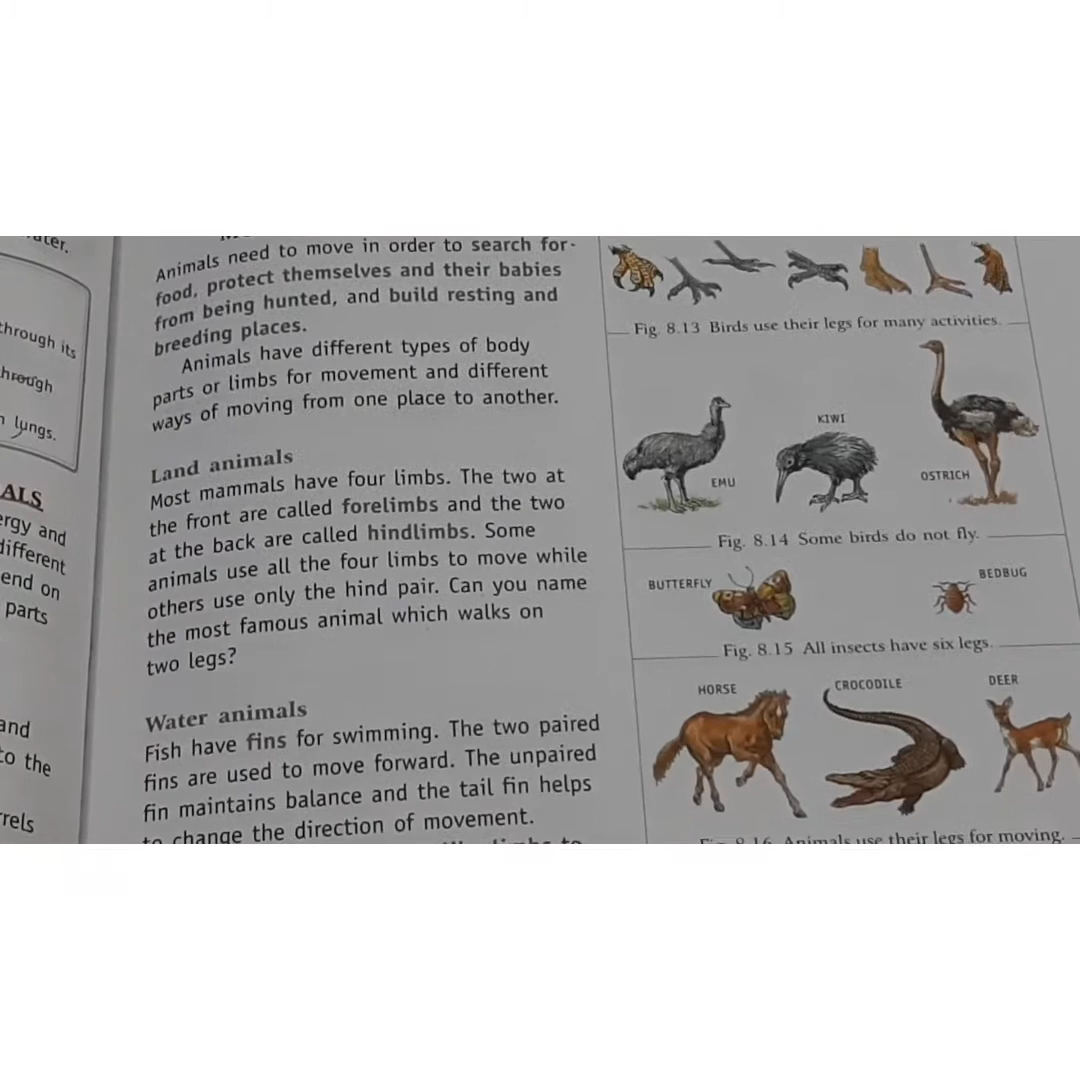 ater.
through its
hrough
n lungs.
ALS
ergy and
different
end on
parts
and
to the
rrels
Animals need to move in order to search for
food, protect themselves and their babies
from being hunted, and build resting and
breeding places.
Animals have different types of body
parts or limbs for movement and different
ways of moving from one place to another.
Land animals
Most mammals have four limbs. The two at
the front are called forelimbs and the two
at the back are called hindlimbs. Some
animals use all the four limbs to move while
others use only the hind pair. Can you name
the most famous animal which walks on
two legs?
Water animals
Fish have fins for swimming. The two paired
fins are used to move forward. The unpaired
fin maintains balance and the tail fin helps
to change the direction of movement.
limbs to
Fig. 8.13 Birds use their legs for many activities.
EMU
KIWI
OSTRICH
Fig. 8.14 Some birds do not fly.
BUTTERFLY
BEDBUG
Fig. 8.15 All insects have six legs.
HORSE
CROCODILE
DEER
Fig. 8.16 Animals use their legs for moving.